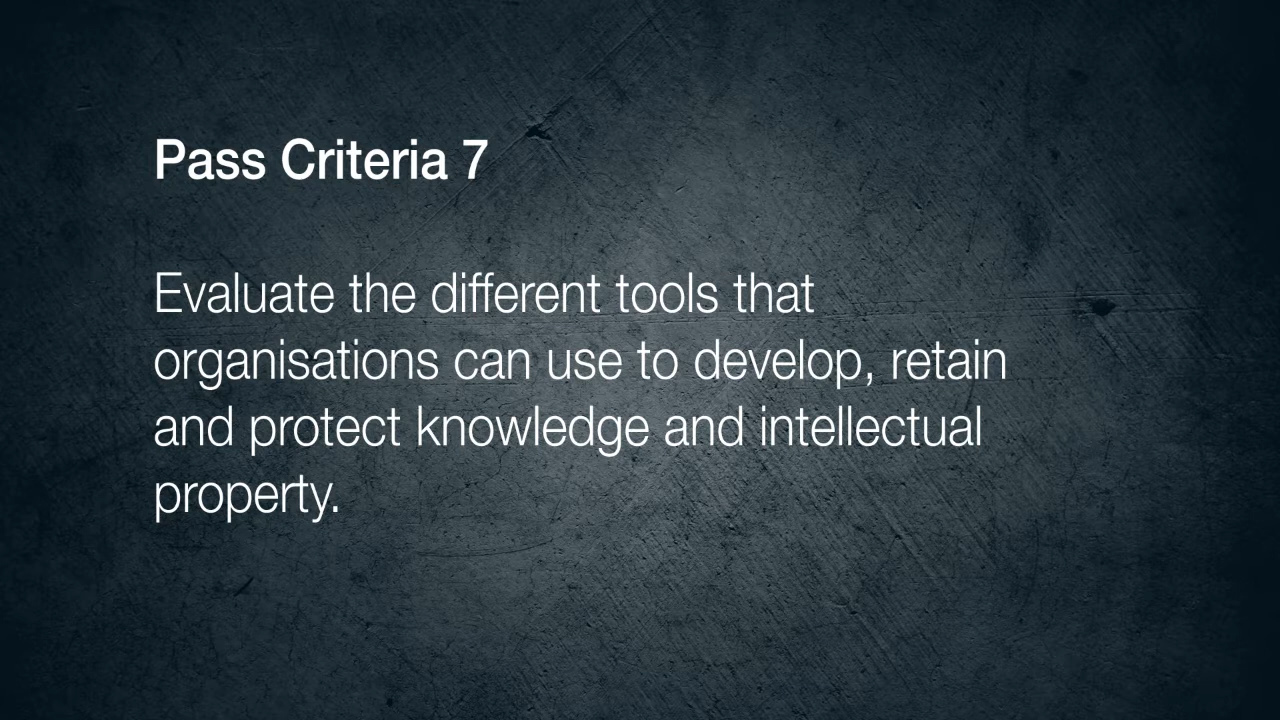 Pass Criteria 7
Evaluate the different tools that
organisations can use to develop, retain
and protect knowledge and intellectual
property.